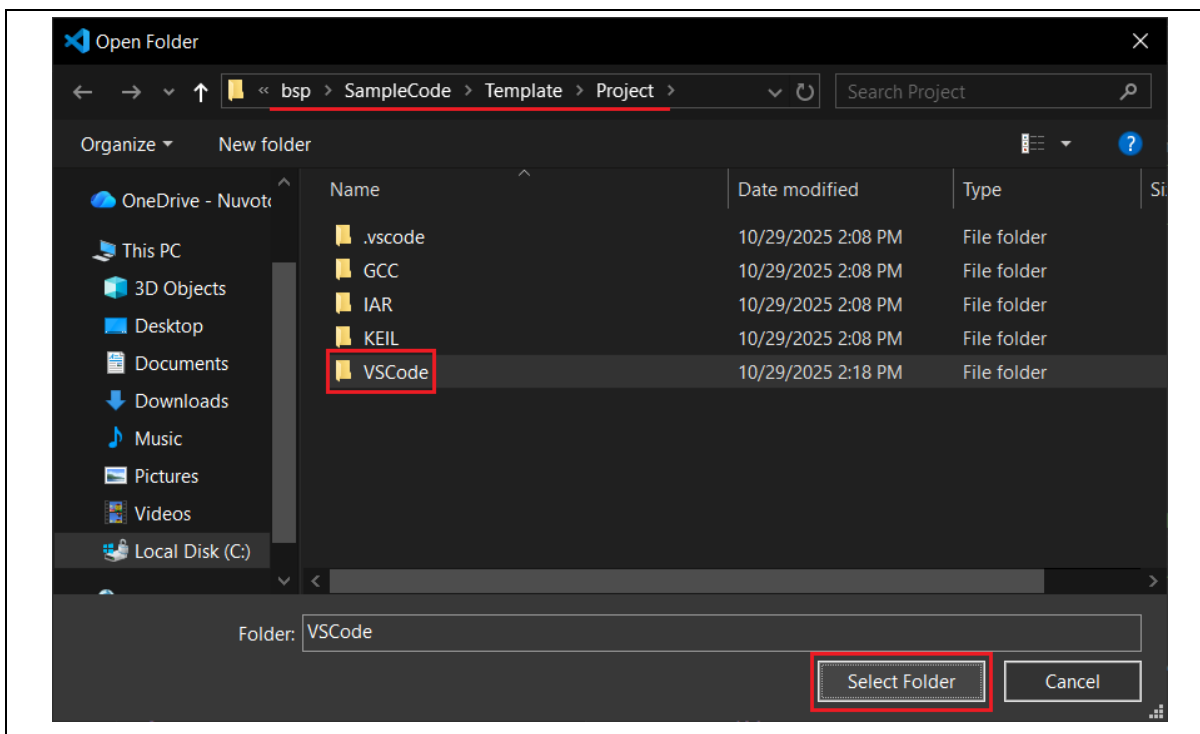 Open Folder
« bsp > SampleCode > Template > Project >
Search Project
Organize
New folder
Name
Date modified
Type
Si
OneDrive - Nuvoto
This PC
3D Objects
Desktop
Documents
Downloads
Music
Pictures
Videos
Local Disk (C:)
.vscode 10/29/2025 2:08 PM File folder
GCC 10/29/2025 2:08 PM File folder
IAR 10/29/2025 2:08 PM File folder
KEIL 10/29/2025 2:08 PM File folder
VSCode 10/29/2025 2:18 PM File folder
Folder: VSCode
Select Folder
Cancel